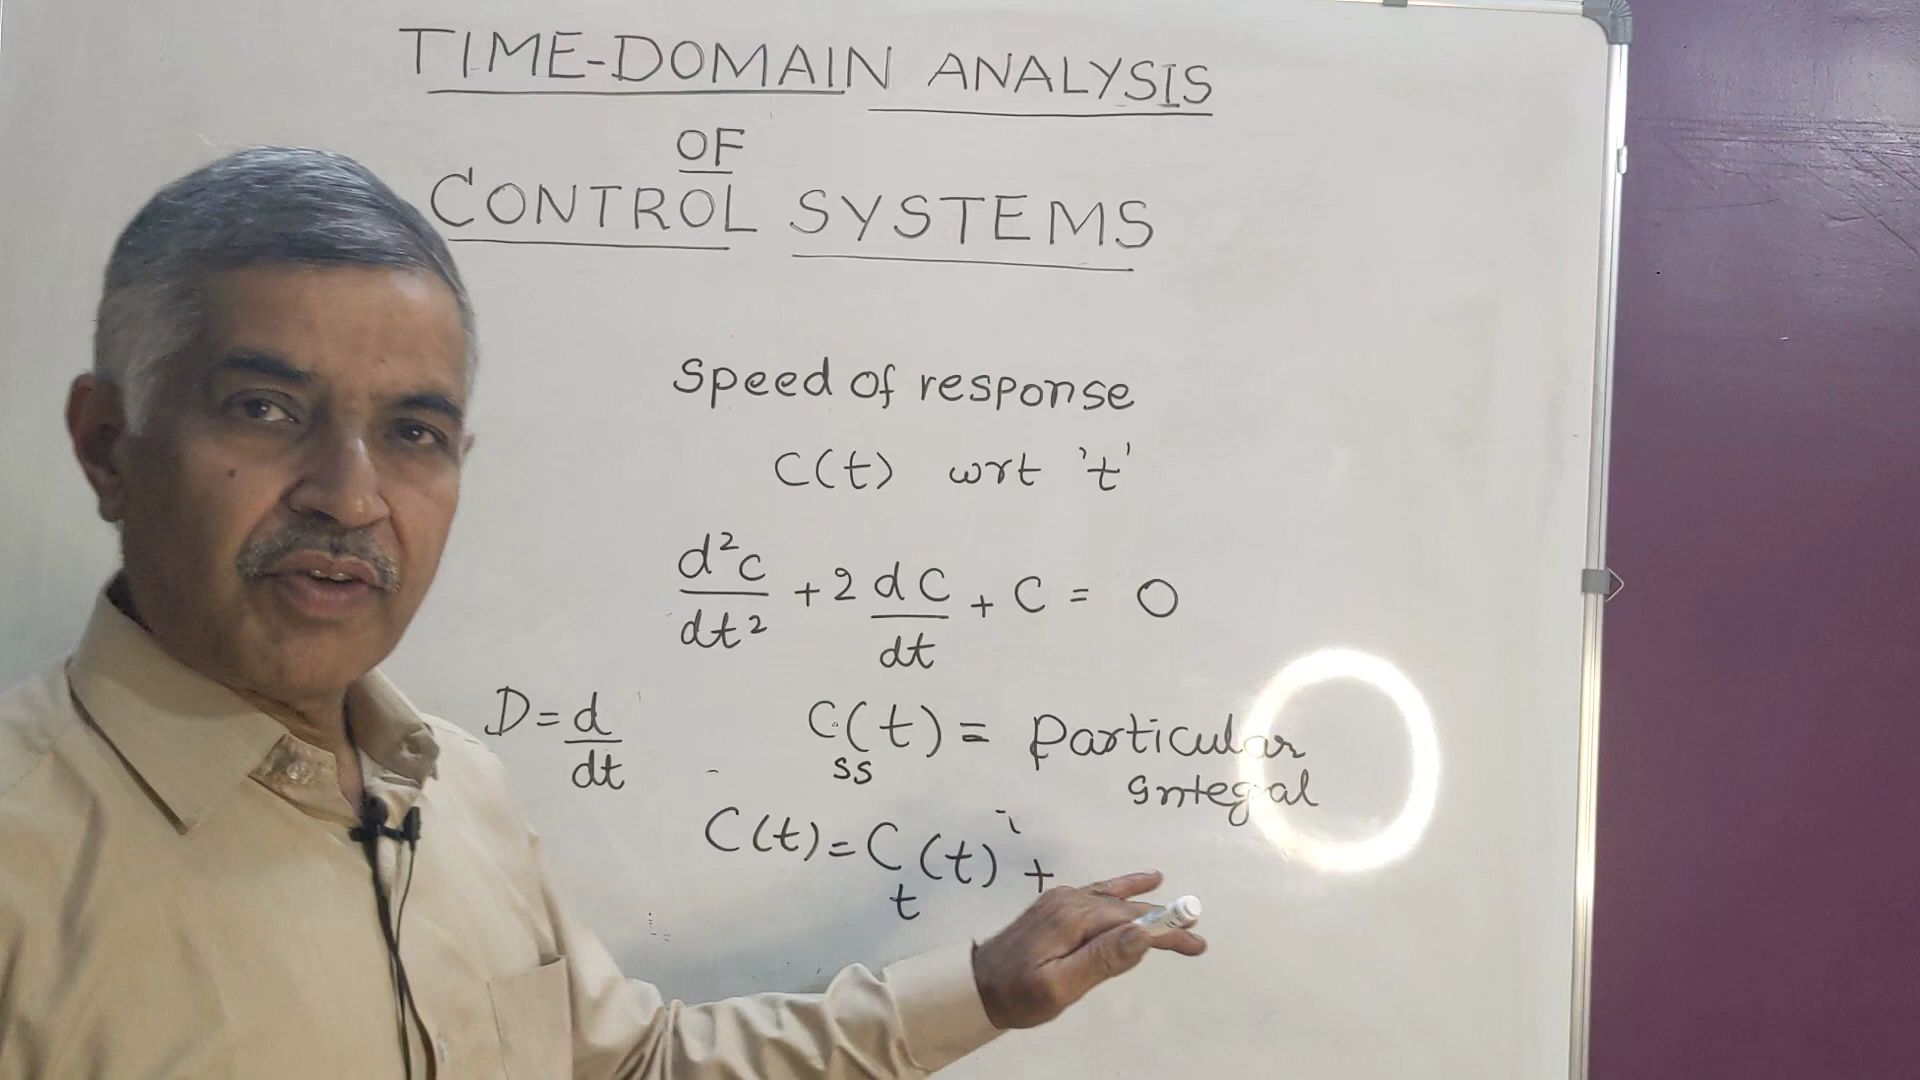 TIME-DOMAIN ANALYSIS
OF
CONTROL SYSTEMS
Speed of response
C(t) wrt 't'
d²c/dt² + 2 dC/dt + C = 0
D = d/dt
C_ss(t) = Particular
Integal
C(t) = C_t(t) +